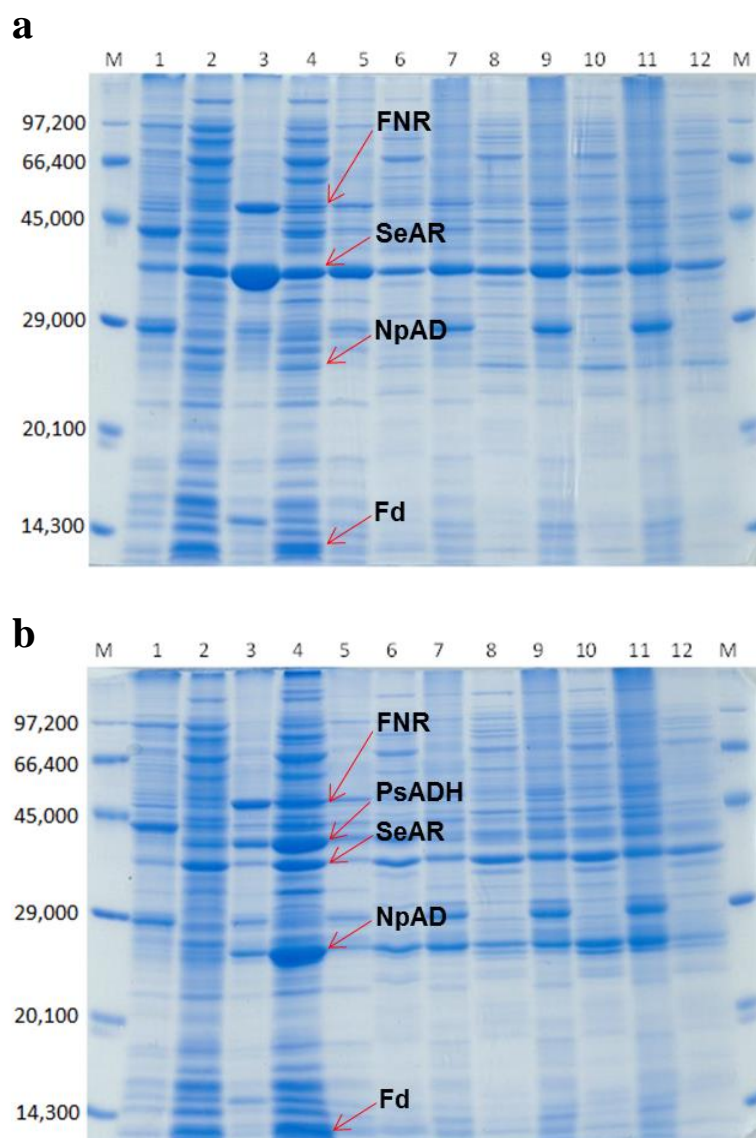 a
M 1 2 3 4 5 6 7 8 9 10 11 12 M
97,200
66,400
45,000
29,000
20,100
14,300
FNR
SeAR
NpAD
Fd
b
M 1 2 3 4 5 6 7 8 9 10 11 12 M
97,200
66,400
45,000
29,000
20,100
14,300
FNR
PsADH
SeAR
NpAD
Fd